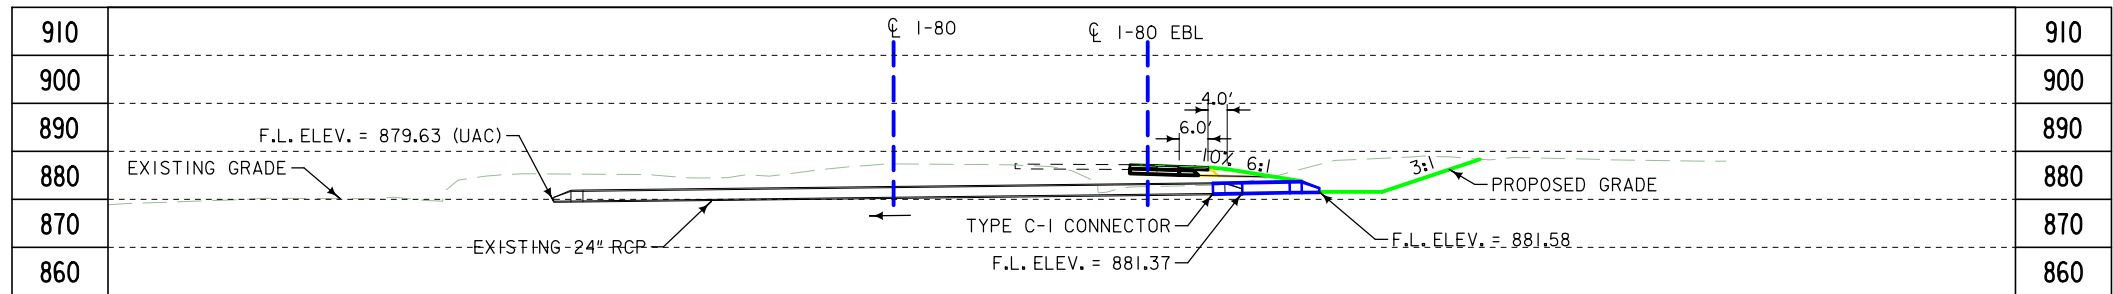 910
℄ I-80
℄ I-80 EBL
910
900
900
4.0'
890
F.L. ELEV. = 879.63 (UAC)
6.0'
890
EXISTING GRADE
10%
6:1
3:1
880
PROPOSED GRADE
880
870
TYPE C-1 CONNECTOR
870
EXISTING 24" RCP
F.L. ELEV. = 881.58
F.L. ELEV. = 881.37
860
860